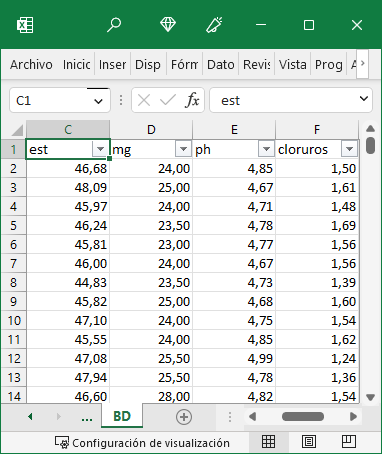 Archivo Inicio Inser Disp Fórm Dato Revis Vista Prog A
C1 fx est
C D E F
1 est mg ph cloruros
2 46,68 24,00 4,85 1,50
3 48,09 25,00 4,67 1,61
4 45,97 24,00 4,71 1,48
5 46,24 23,50 4,78 1,69
6 45,81 23,00 4,77 1,56
7 46,00 24,00 4,67 1,56
8 44,83 23,50 4,73 1,39
9 45,82 25,00 4,68 1,60
10 47,10 24,00 4,75 1,54
11 45,55 24,00 4,85 1,62
12 47,08 25,50 4,99 1,24
13 47,94 25,50 4,78 1,36
14 46,60 28,00 4,82 1,54
... BD
Configuración de visualización